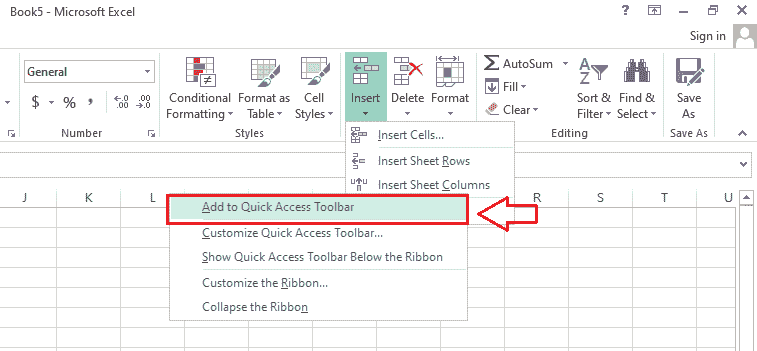 Book5 - Microsoft Excel
?
Sign in
General
$ % , .00 .0
.0 .00
Conditional Formatting
Format as Table
Cell Styles
Insert
Delete
Format
AutoSum
Fill
Clear
Sort & Filter
Find & Select
Save As
Number
Styles
Editing
Save As
Insert Cells...
Insert Sheet Rows
Insert Sheet Columns
J K L R S T U
Add to Quick Access Toolbar
Customize Quick Access Toolbar...
Show Quick Access Toolbar Below the Ribbon
Customize the Ribbon...
Collapse the Ribbon